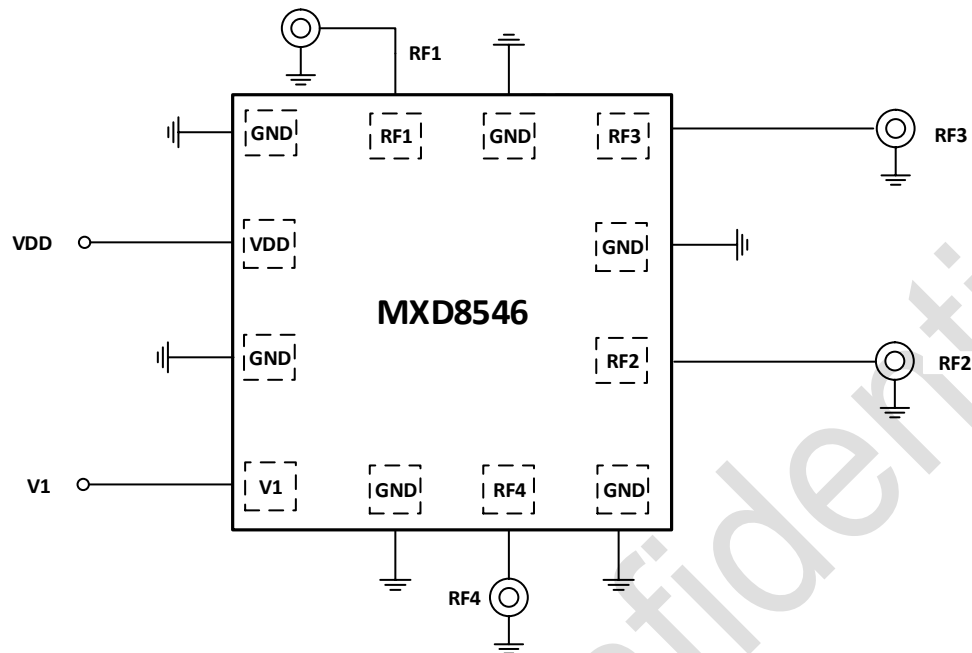 RF1
GND RF1 GND RF3
RF3
VDD
VDD
GND
MXD8546
GND
RF2
RF2
V1
V1
GND RF4 GND
RF4